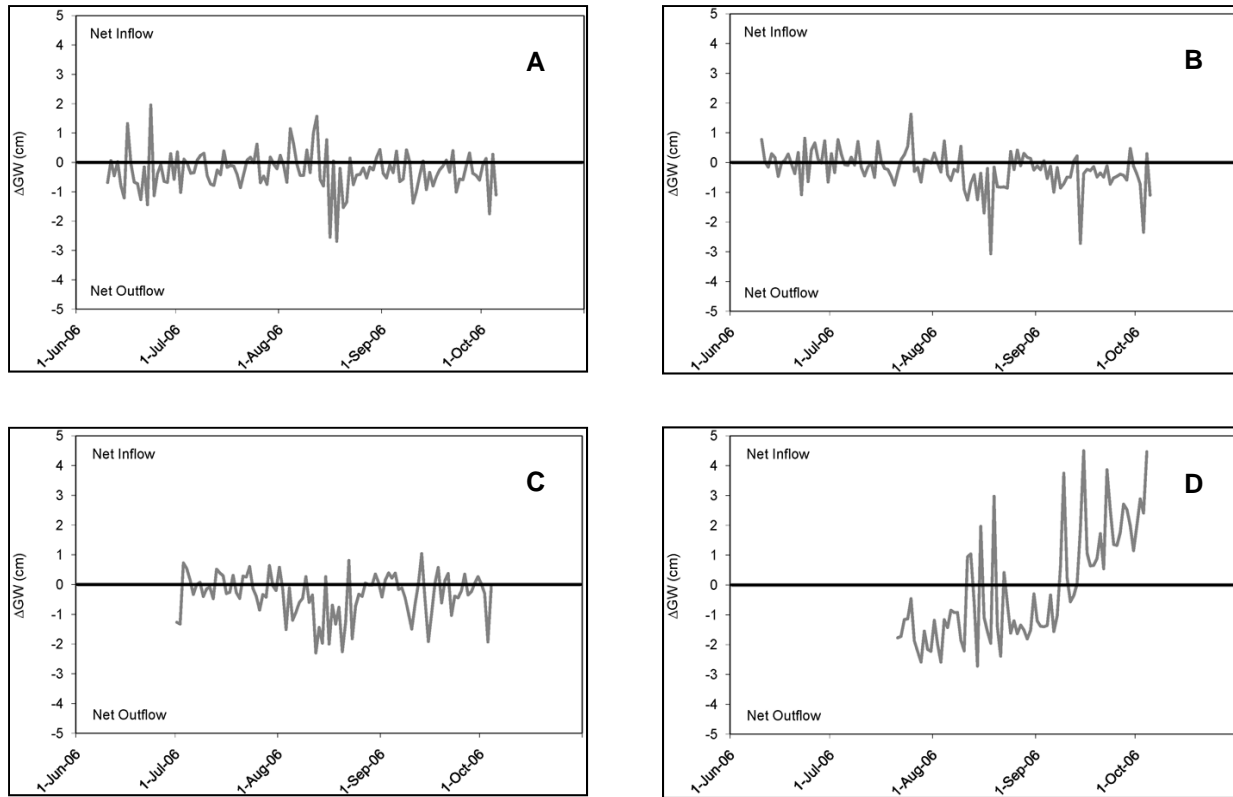 5
Net Inflow
4
A
3
2
1
0
-1
-2
-3
-4
Net Outflow
-5
ΔGW (cm)
1-Jun-06
1-Jul-06
1-Aug-06
1-Sep-06
1-Oct-06
5
Net Inflow
4
B
3
2
1
0
-1
-2
-3
-4
Net Outflow
-5
ΔGW (cm)
1-Jun-06
1-Jul-06
1-Aug-06
1-Sep-06
1-Oct-06
5
Net Inflow
4
C
3
2
1
0
-1
-2
-3
-4
Net Outflow
-5
ΔGW (cm)
1-Jun-06
1-Jul-06
1-Aug-06
1-Sep-06
1-Oct-06
5
Net Inflow
4
D
3
2
1
0
-1
-2
-3
-4
Net Outflow
-5
ΔGW (cm)
1-Jun-06
1-Jul-06
1-Aug-06
1-Sep-06
1-Oct-06